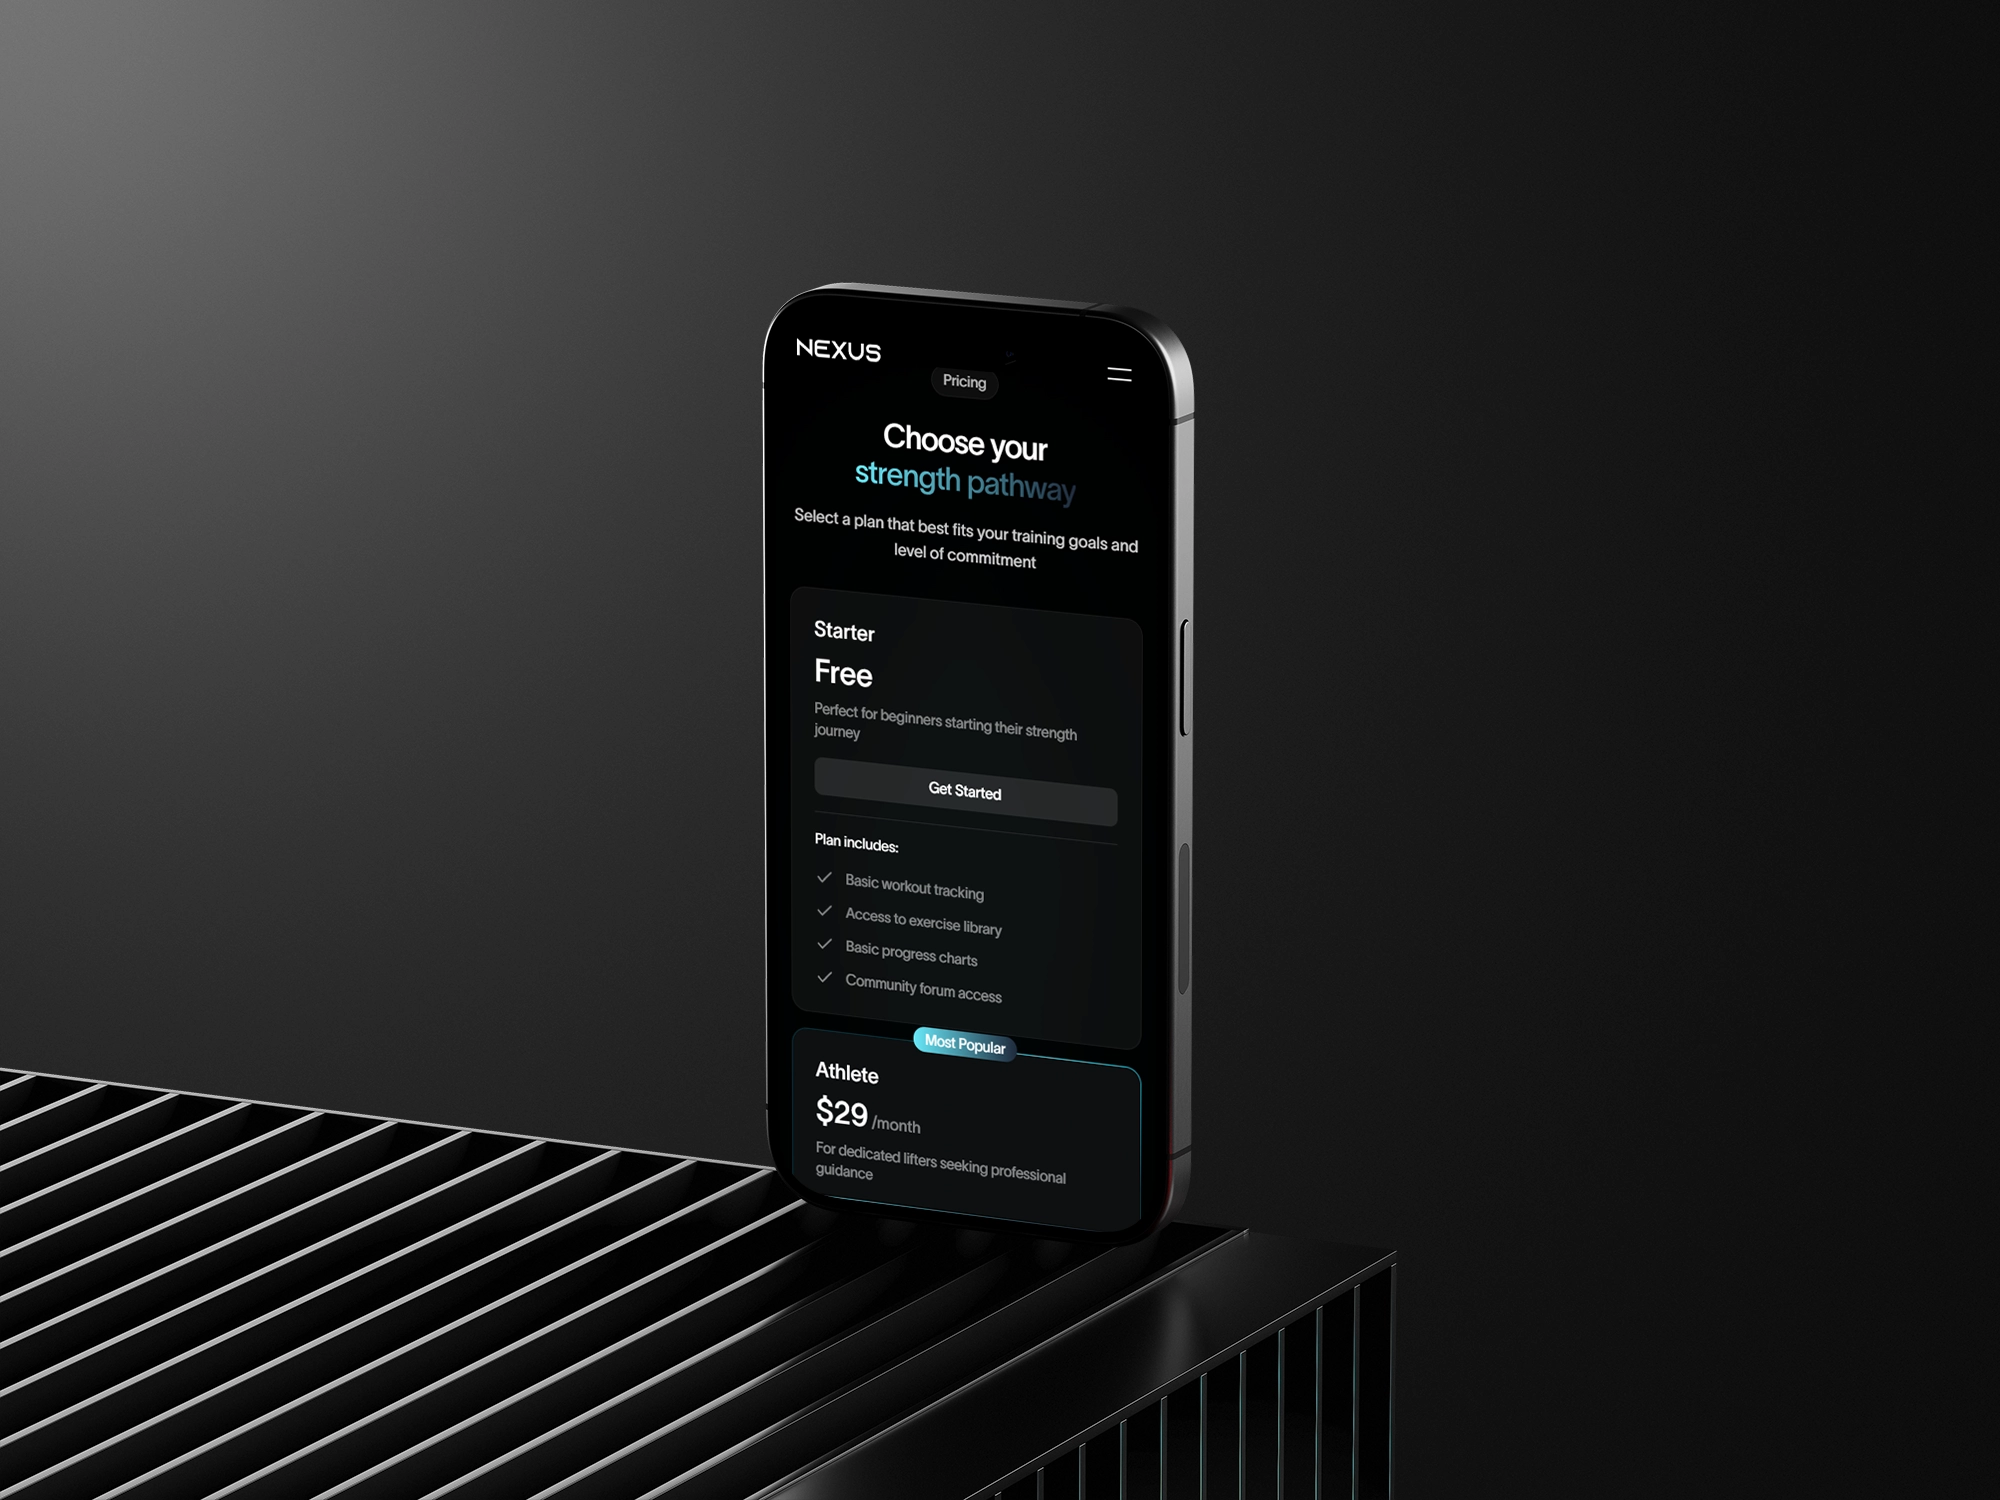 NEXUS
Pricing
Choose your
strength pathway
Select a plan that best fits your training goals and
level of commitment
Starter
Free
Perfect for beginners starting their strength
journey
Get Started
Plan includes:
Basic workout tracking
Access to exercise library
Basic progress charts
Community forum access
Most Popular
Athlete
$29 /month
For dedicated lifters seeking professional
guidance